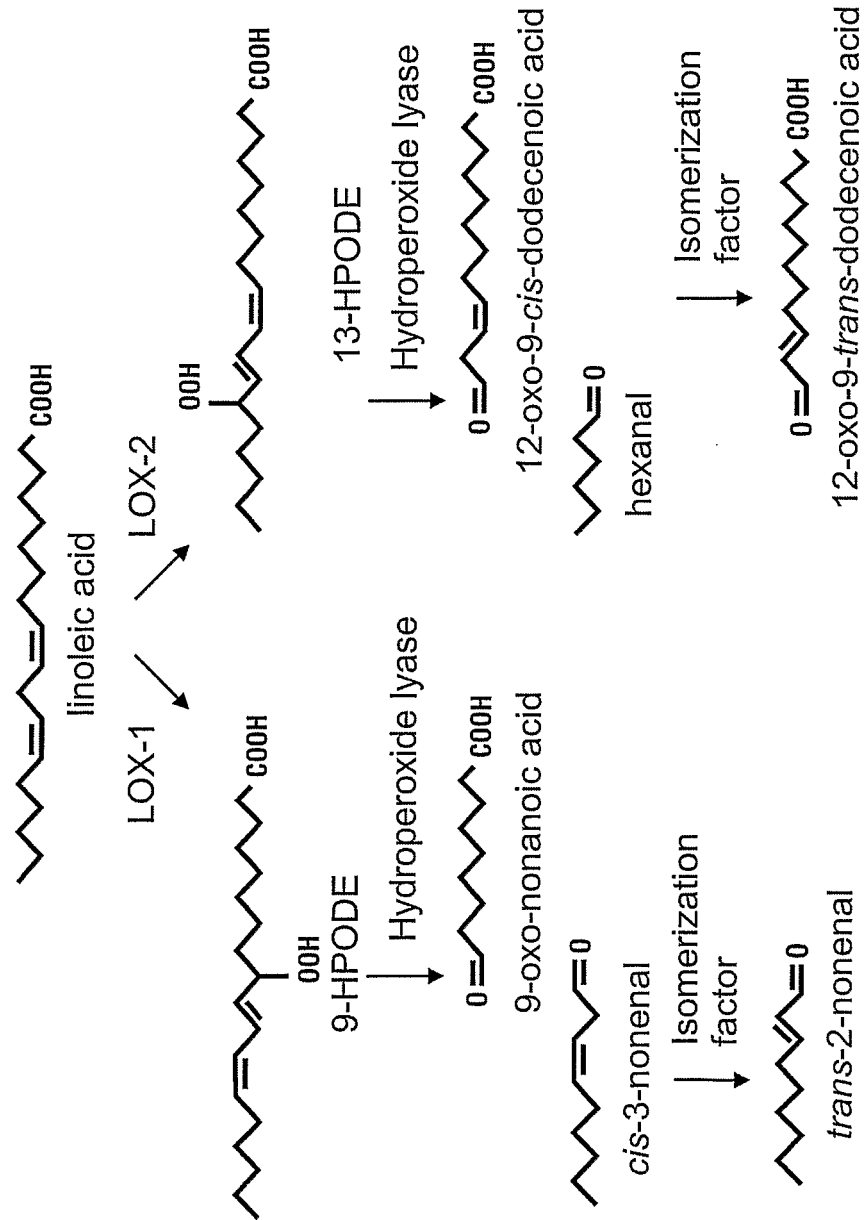 COOH
linoleic acid
LOX-1
LOX-2
COOH
OOH
9-HPODE
Hydroperoxide lyase
O
COOH
9-oxo-nonanoic acid
O
cis-3-nonenal
Isomerization
factor
O
trans-2-nonenal
OOH
COOH
13-HPODE
Hydroperoxide lyase
O
COOH
12-oxo-9-cis-dodecenoic acid
O
hexanal
Isomerization
factor
O
COOH
12-oxo-9-trans-dodecenoic acid